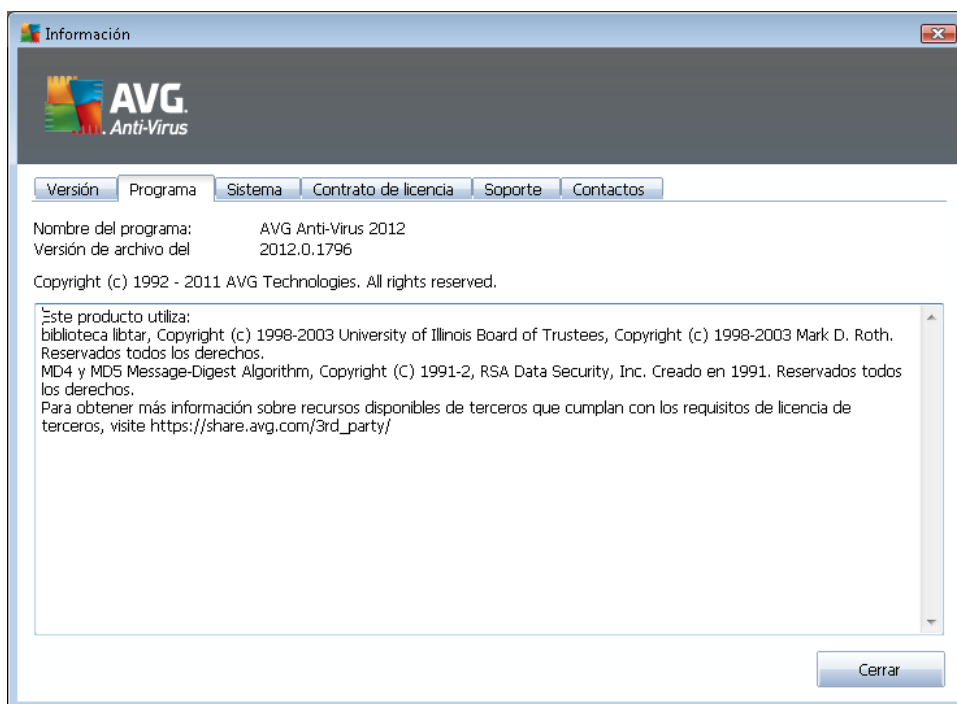 Información
AVG.
Anti-Virus
Versión Programa Sistema Contrato de licencia Soporte Contactos
Nombre del programa: AVG Anti-Virus 2012
Versión de archivo del 2012.0.1796
Copyright (c) 1992 - 2011 AVG Technologies. All rights reserved.
Este producto utiliza:
biblioteca libtar, Copyright (c) 1998-2003 University of Illinois Board of Trustees, Copyright (c) 1998-2003 Mark D. Roth.
Reservados todos los derechos.
MD4 y MD5 Message-Digest Algorithm, Copyright (C) 1991-2, RSA Data Security, Inc. Creado en 1991. Reservados todos
los derechos.
Para obtener más información sobre recursos disponibles de terceros que cumplan con los requisitos de licencia de
terceros, visite https://share.avg.com/3rd_party/
Cerrar